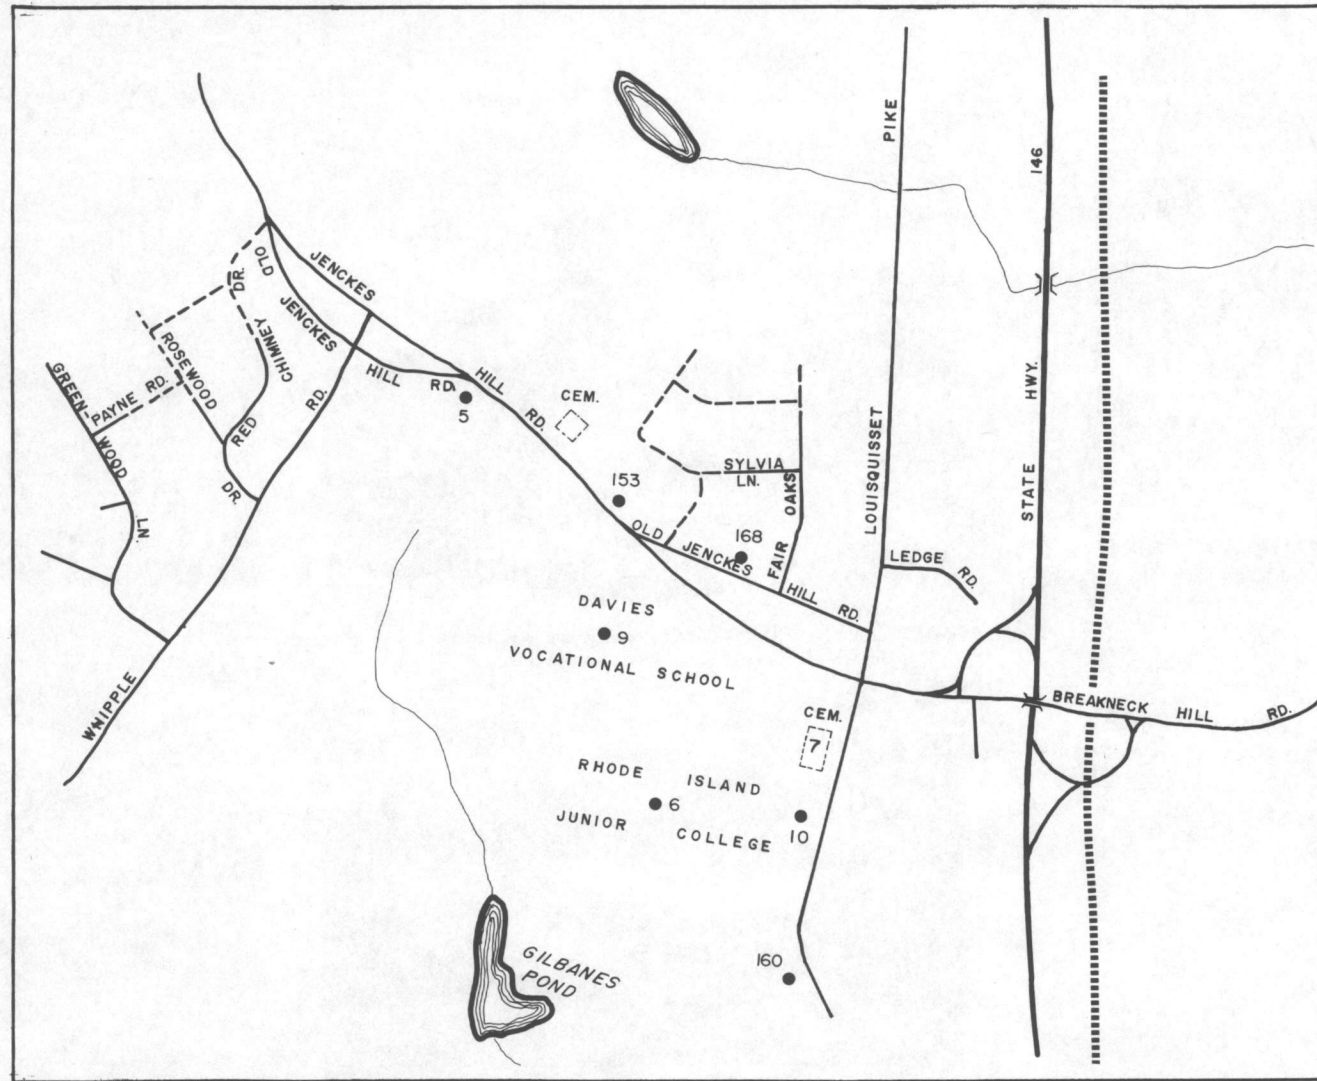 PIKE
146
OLD
JENCKES
DR.
JENCKES
CHIMNEY
ROSEWOOD
GREEN
PAYNE RD.
HILL RD.
HILL
RD.
STATE HWY.
RD.
CEM.
5
WOOD
RED
LOUISQUISSET
SYLVIA
LN.
153
OAKS
DR.
LN.
OLD
168
JENCKES
FAIR
LEDGE RD.
HILL RD.
DAVIES
9
VOCATIONAL SCHOOL
WHIPPLE
BREAKNECK HILL RD.
CEM.
7
RHODE ISLAND
6
JUNIOR COLLEGE
10
GILBANES
POND
160